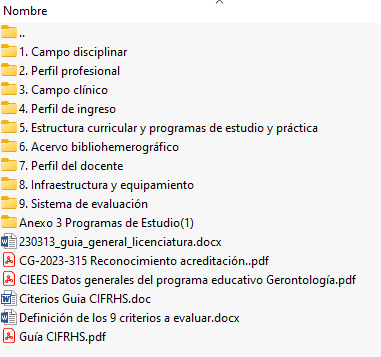 Nombre
..
1. Campo disciplinar
2. Perfil profesional
3. Campo clínico
4. Perfil de ingreso
5. Estructura curricular y programas de estudio y práctica
6. Acervo bibliohemerográfico
7. Perfil del docente
8. Infraestructura y equipamiento
9. Sistema de evaluación
Anexo 3 Programas de Estudio(1)
230313_guia_general_licenciatura.docx
CG-2023-315 Reconocimiento acreditación..pdf
CIEES Datos generales del programa educativo Gerontología.pdf
Citerios Guia CIFRHS.doc
Definición de los 9 criterios a evaluar.docx
Guía CIFRHS.pdf